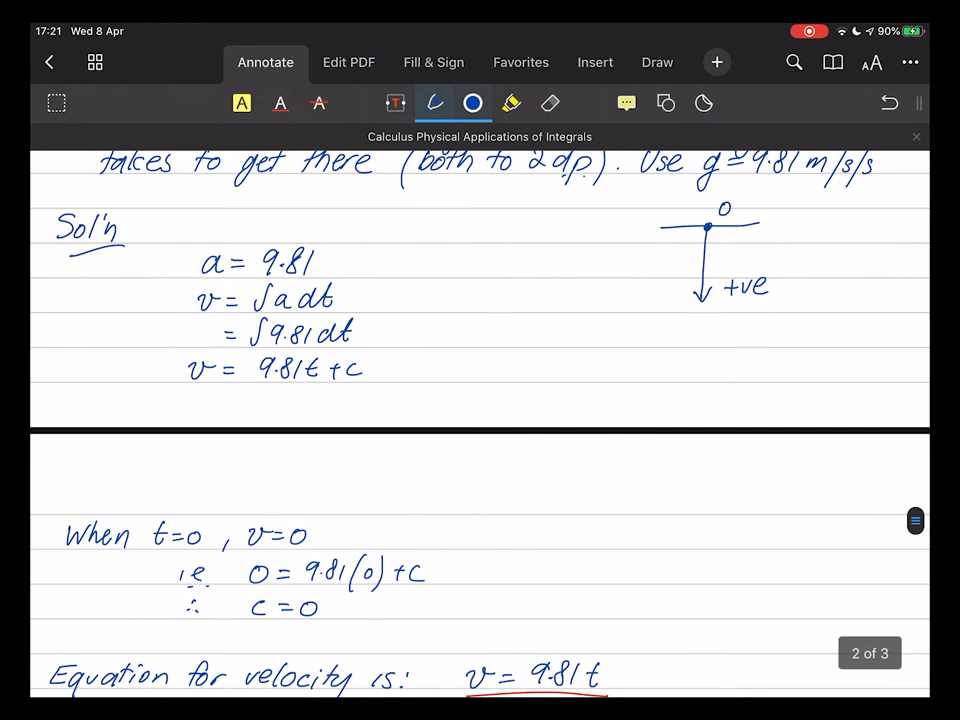 17:21 Wed 8 Apr
90%
Annotate Edit PDF Fill & Sign Favorites Insert Draw
AA
A A A T
Calculus Physical Applications of Integrals
takes to get there (both to 2 dp). Use g ≃ 9.81 m/s/s
Sol'n
0
a = 9.81
+ve
v = ∫a dt
= ∫9.81 dt
v = 9.81t + c
When t=0, v=0
i.e. 0 = 9.81(0) + c
∴ c = 0
2 of 3
Equation for velocity is: v = 9.81t